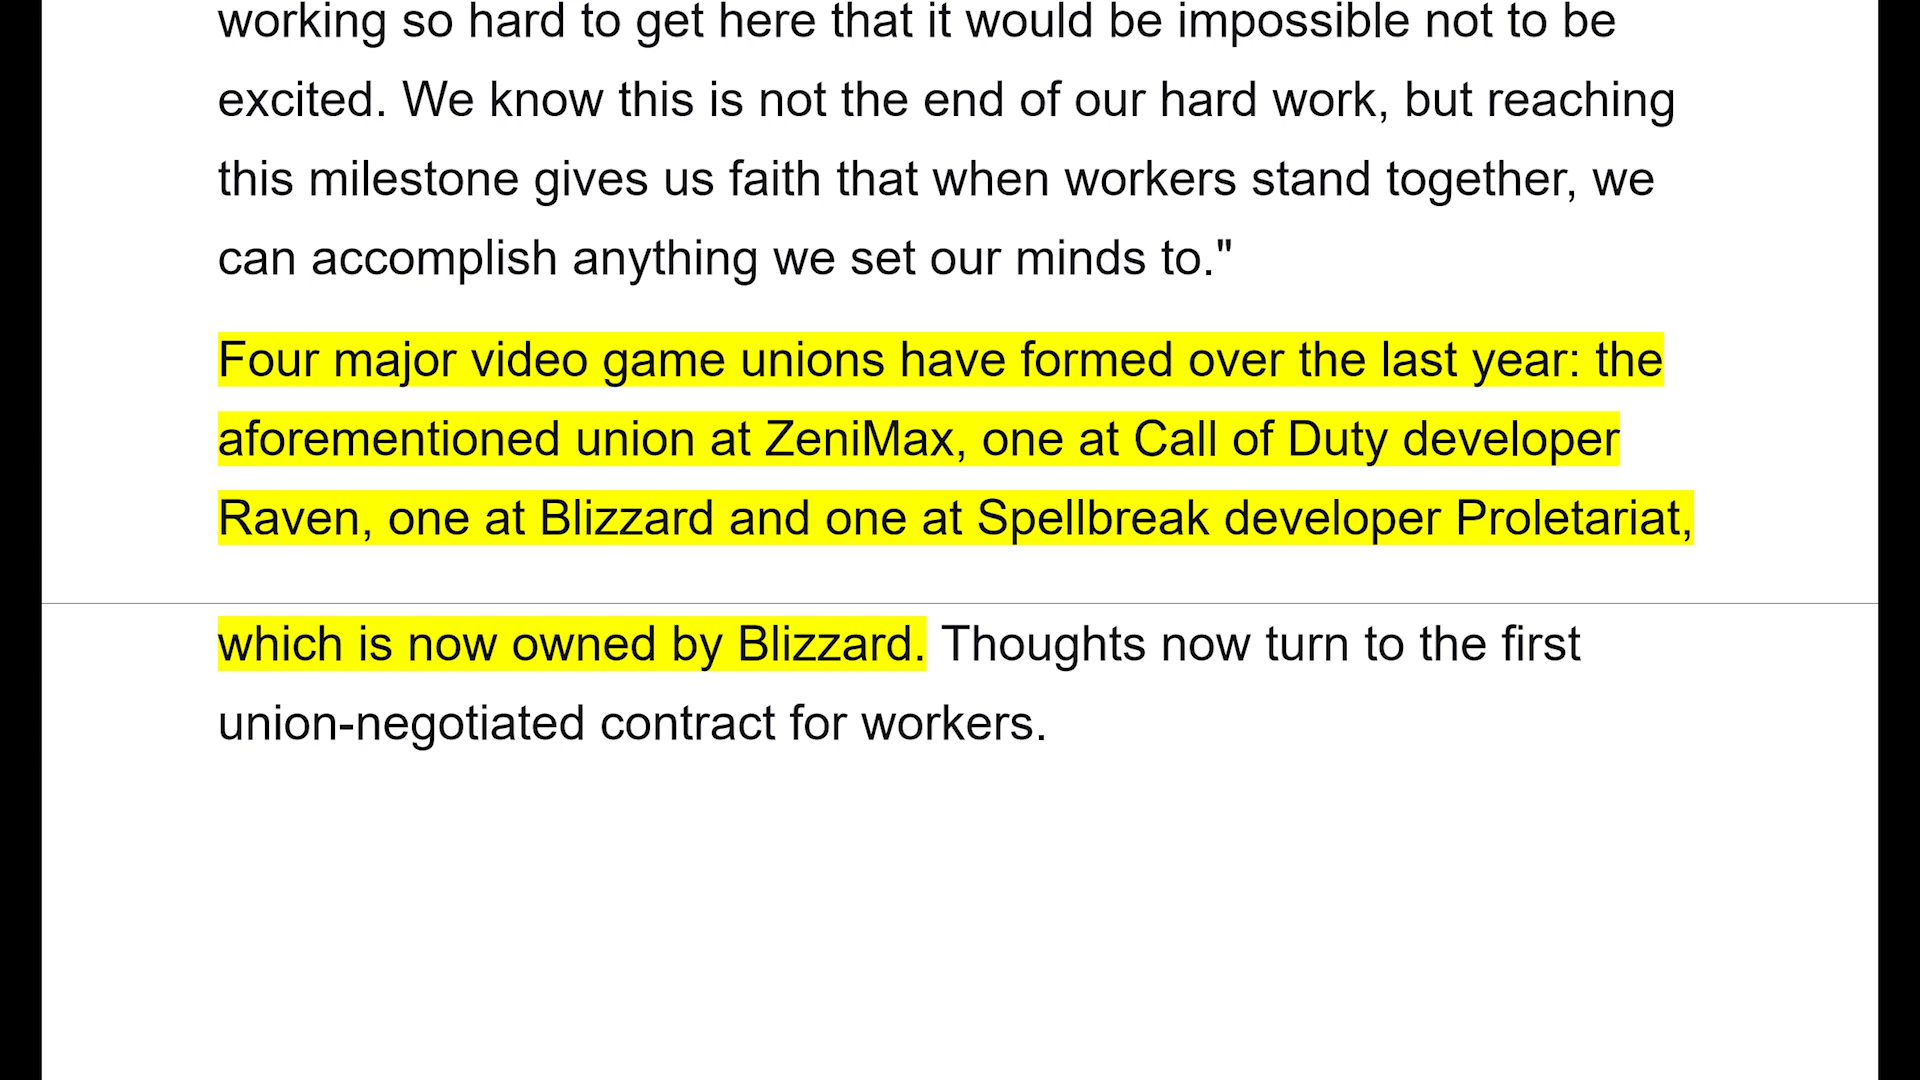 working so hard to get here that it would be impossible not to be
excited. We know this is not the end of our hard work, but reaching
this milestone gives us faith that when workers stand together, we
can accomplish anything we set our minds to."
Four major video game unions have formed over the last year: the
aforementioned union at ZeniMax, one at Call of Duty developer
Raven, one at Blizzard and one at Spellbreak developer Proletariat,
which is now owned by Blizzard. Thoughts now turn to the first
union-negotiated contract for workers.